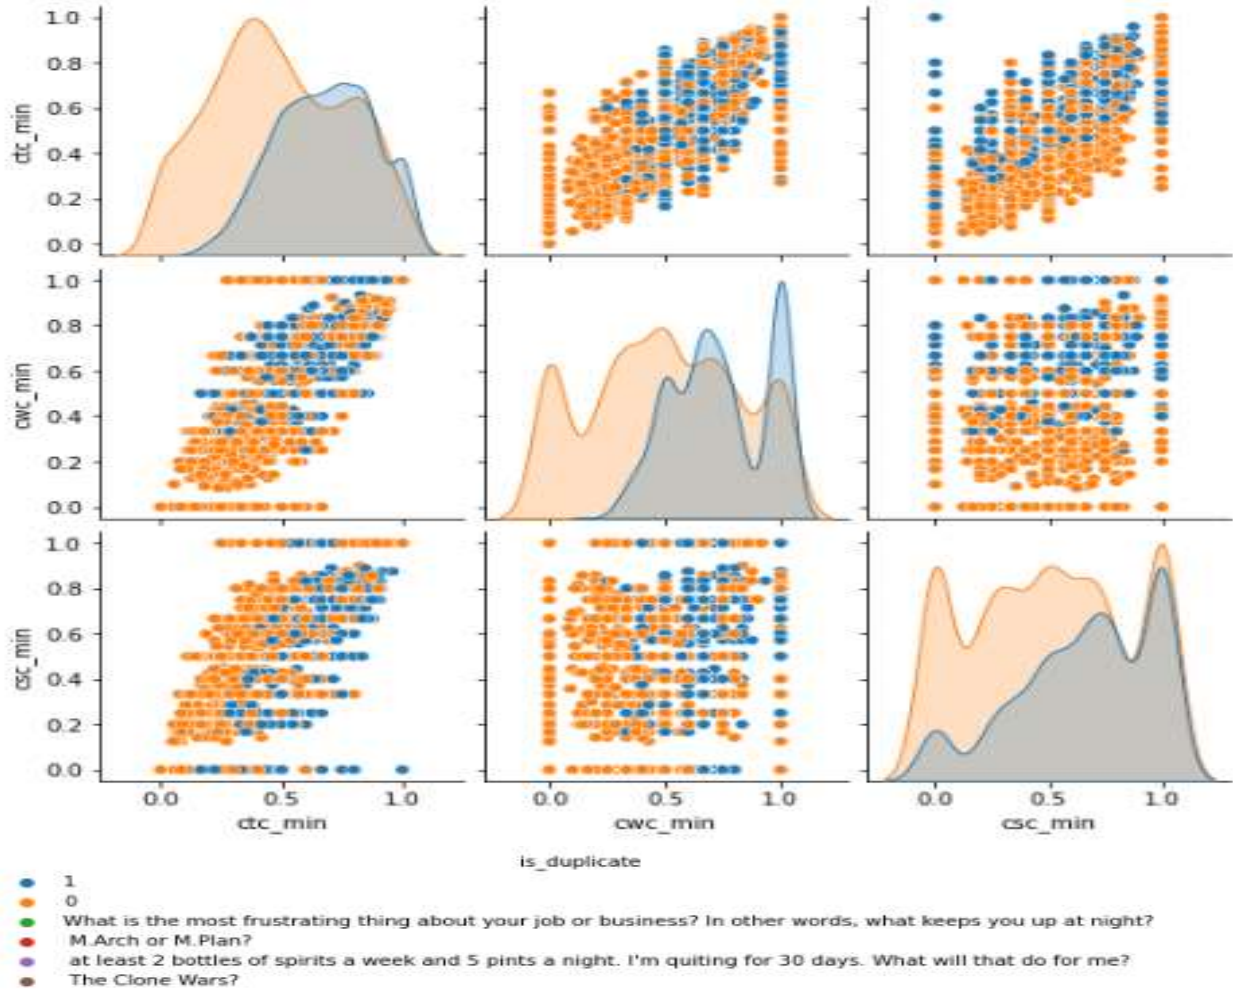 1.0
0.8
0.6
0.4
0.2
0.0
ctc_min
1.0
0.8
0.6
0.4
0.2
0.0
cwc_min
1.0
0.8
0.6
0.4
0.2
0.0
csc_min
0.0 0.5 1.0 0.0 0.5 1.0 0.0 0.5 1.0
ctc_min cwc_min csc_min
is_duplicate
1
0
What is the most frustrating thing about your job or business? In other words, what keeps you up at night?
M.Arch or M.Plan?
at least 2 bottles of spirits a week and 5 pints a night. I'm quiting for 30 days. What will that do for me?
The Clone Wars?